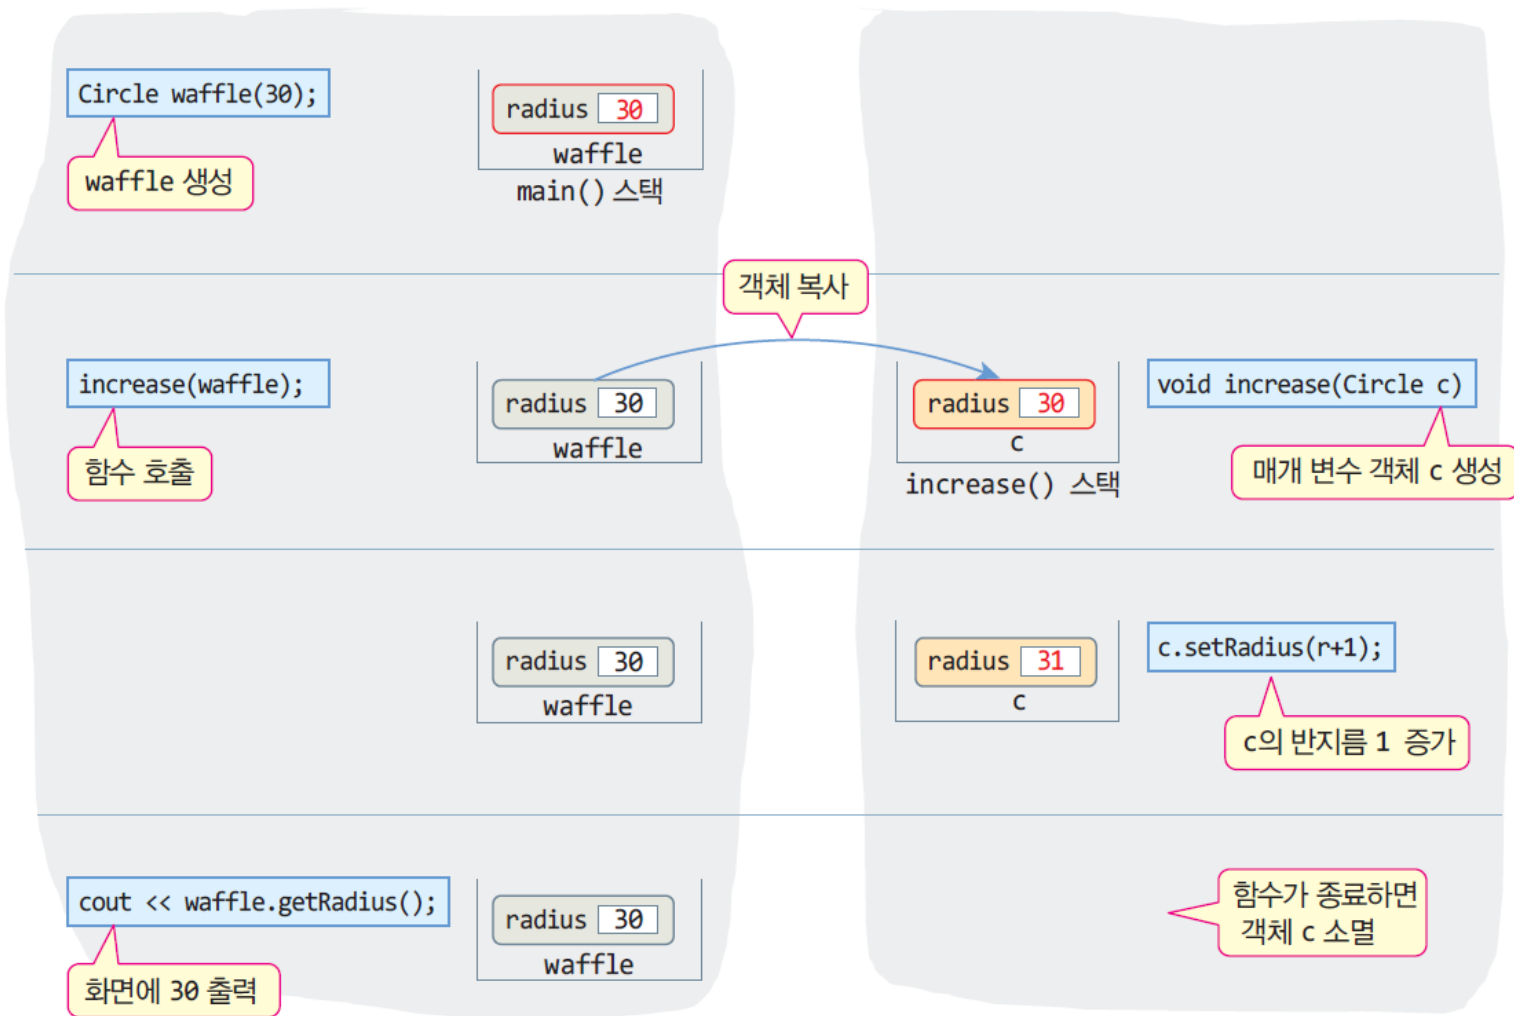 Circle waffle(30);
waffle 생성
radius 30
waffle
main() 스택
객체 복사
increase(waffle);
함수 호출
radius 30
waffle
radius 30
c
increase() 스택
void increase(Circle c)
매개 변수 객체 c 생성
radius 30
waffle
radius 31
c
c.setRadius(r+1);
c의 반지름 1 증가
cout << waffle.getRadius();
화면에 30 출력
radius 30
waffle
함수가 종료하면
객체 c 소멸